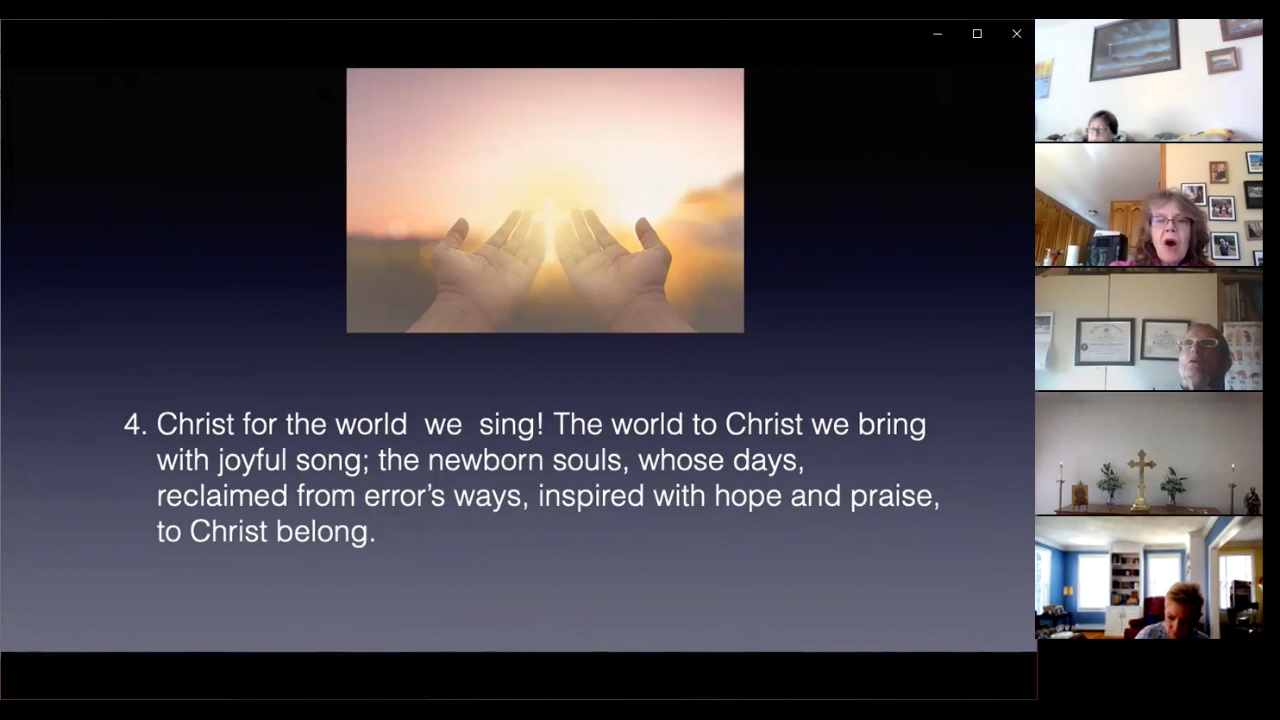 4. Christ for the world we sing! The world to Christ we bring
with joyful song; the newborn souls, whose days,
reclaimed from error’s ways, inspired with hope and praise,
to Christ belong.